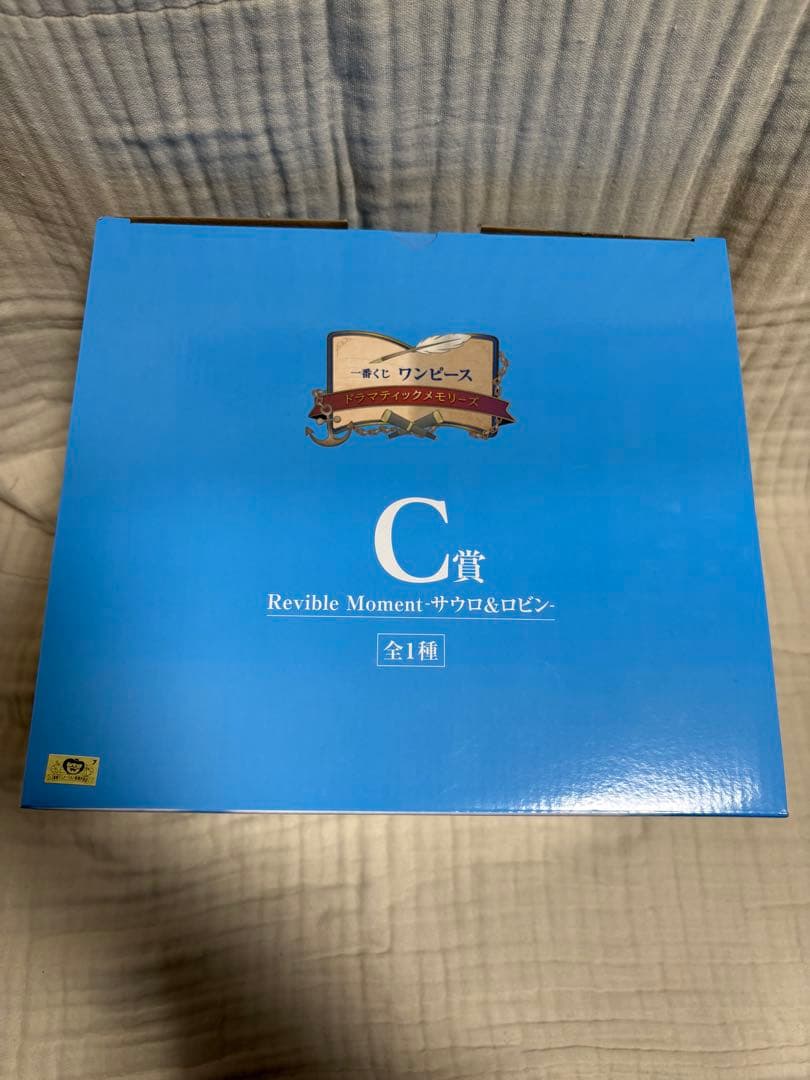 一番くじ ワンピース
ドラマティックメモリーズ
C賞
Revible Moment-サウロ&ロビン-
全1種